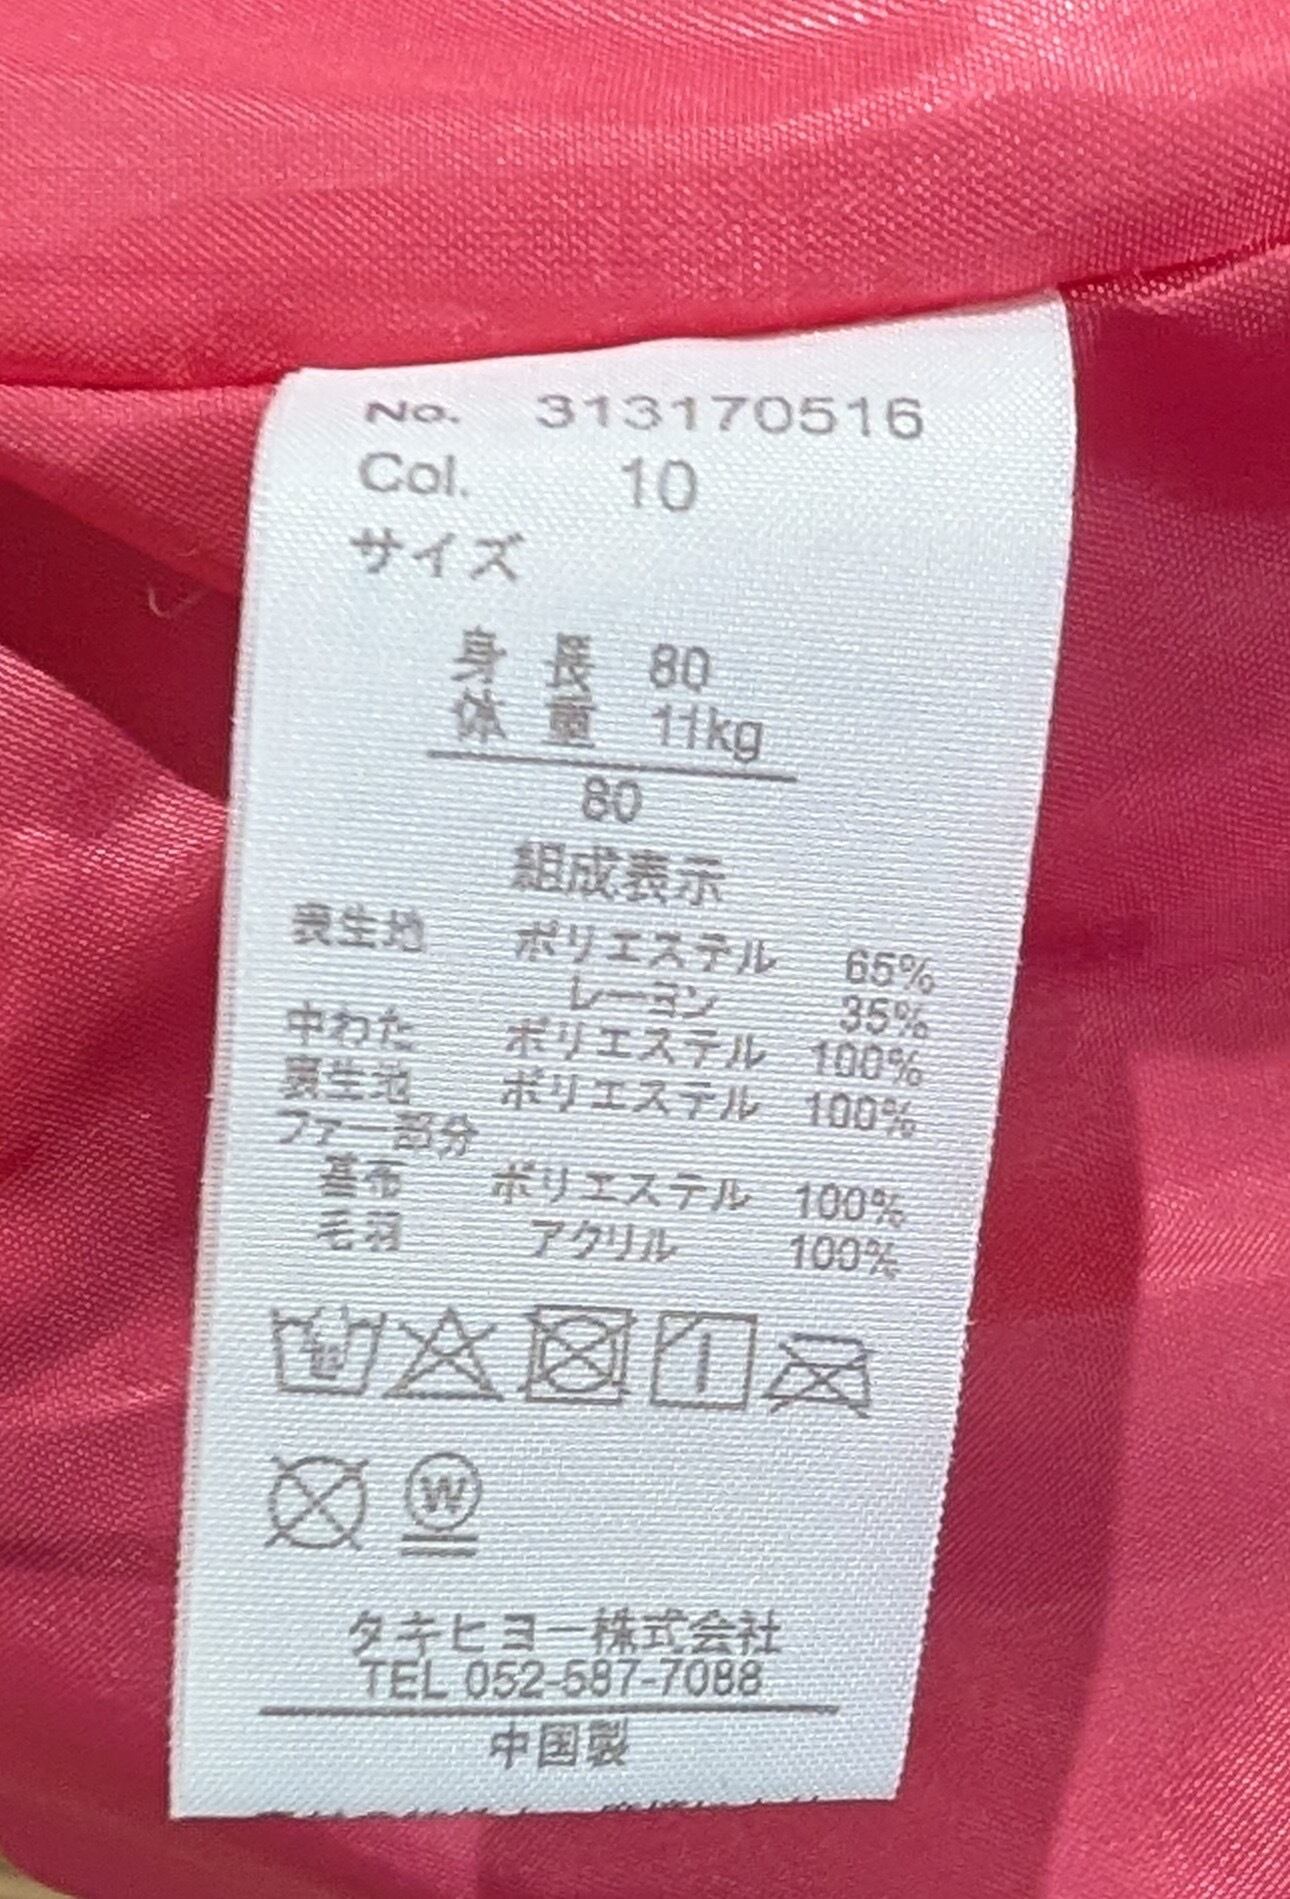 No. 313170516
Col. 10
サイズ
身長 80
体重 11kg
80
組成表示
表生地 ポリエステル 65%
レーヨン 35%
中わた ポリエステル 100%
裏生地 ポリエステル 100%
ファー部分
基布 ポリエステル 100%
毛羽 アクリル 100%
W
タキヒヨー株式会社
TEL 052-587-7088
中国製